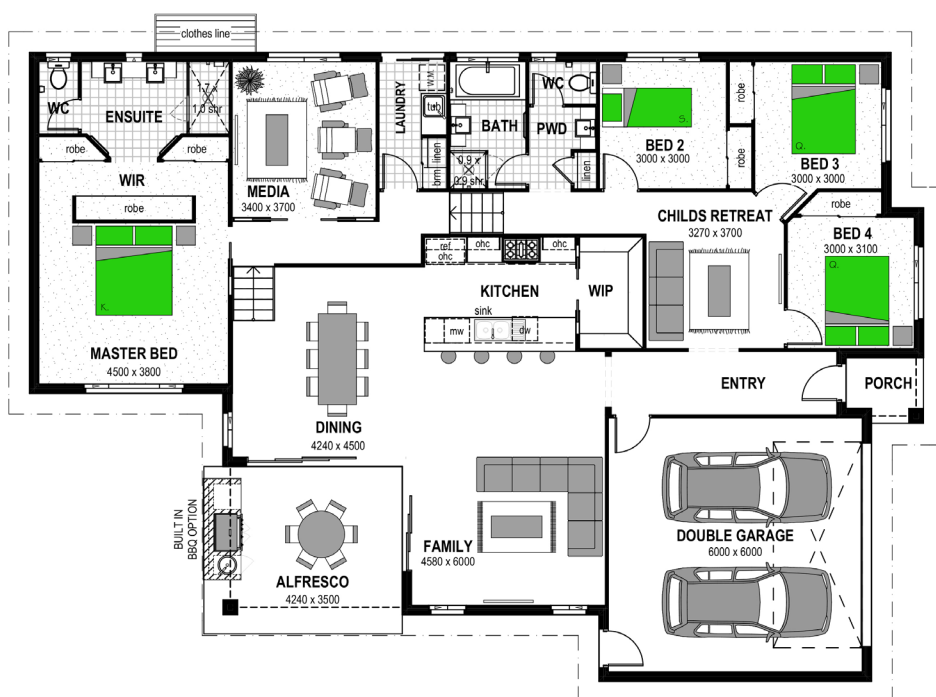 clothes line
WC
ENSUITE
1.7 x
1.0 shr
robe
robe
WIR
robe
K.
MASTER BED
4500 x 3800
MEDIA
3400 x 3700
LAUNDRY
W.M.
tub
linen
brm
BATH
0.9 x
0.9 shr
WC
PWD
linen
S.
BED 2
3000 x 3000
robe
robe
Q.
BED 3
3000 x 3000
CHILDS RETREAT
3270 x 3700
robe
BED 4
3000 x 3100
Q.
ref
ohc
ohc
ohc
KITCHEN
WIP
sink
mw
dw
DINING
4240 x 4500
ENTRY
PORCH
BUILT IN
BBQ OPTION
ALFRESCO
4240 x 3500
FAMILY
4580 x 6000
DOUBLE GARAGE
6000 x 6000